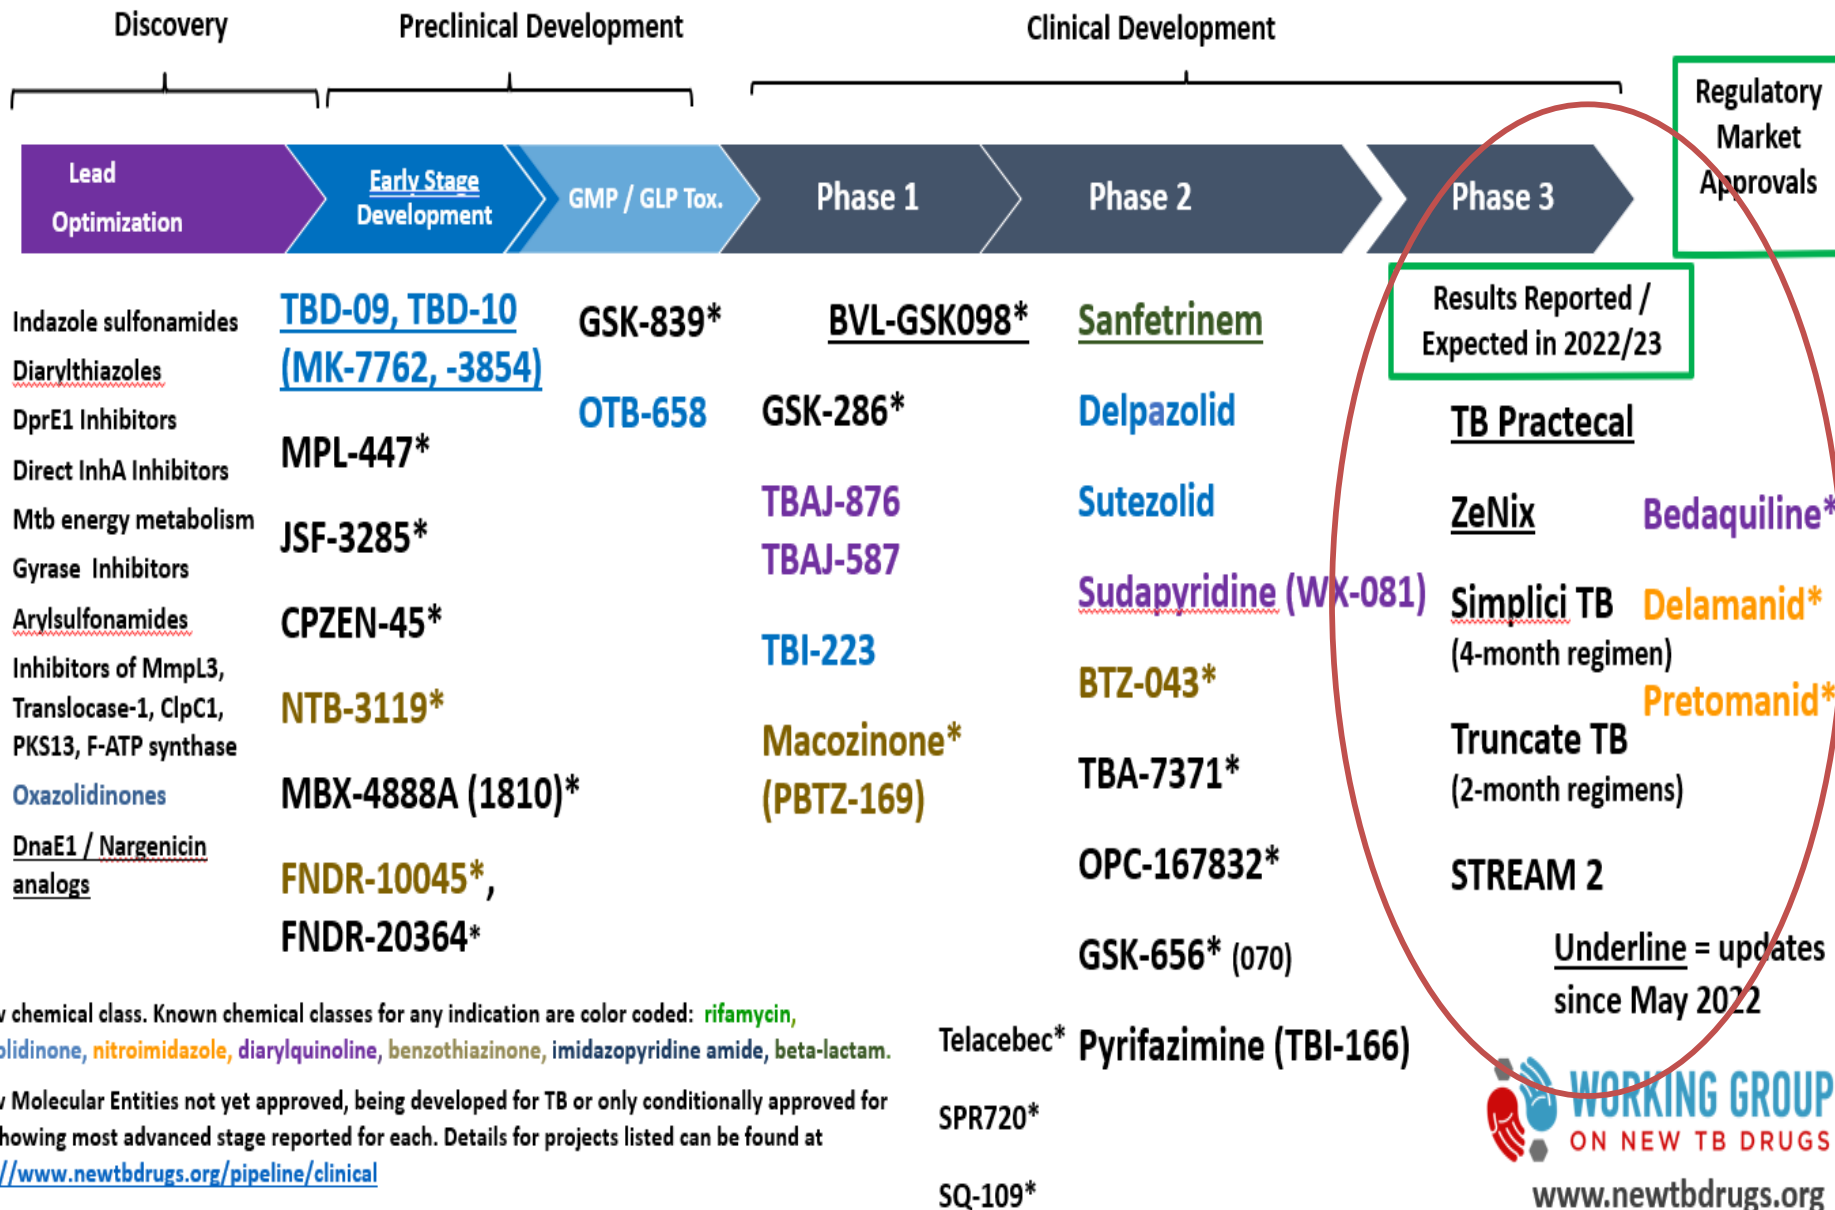 Discovery
Preclinical Development
Clinical Development
Regulatory
Market
Approvals
Lead
Optimization
Early Stage
Development
GMP / GLP Tox.
Phase 1
Phase 2
Phase 3
Indazole sulfonamides
Diarylthiazoles
DprE1 Inhibitors
Direct InhA Inhibitors
Mtb energy metabolism
Gyrase Inhibitors
Arylsulfonamides
Inhibitors of MmpL3,
Translocase-1, ClpC1,
PKS13, F-ATP synthase
Oxazolidinones
DnaE1 / Nargenicin
analogs
TBD-09, TBD-10
(MK-7762, -3854)
MPL-447*
JSF-3285*
CPZEN-45*
NTB-3119*
MBX-4888A (1810)*
FNDR-10045*,
FNDR-20364*
GSK-839*
OTB-658
BVL-GSK098*
GSK-286*
TBAJ-876
TBAJ-587
TBI-223
Macozinone*
(PBTZ-169)
Sanfetrinem
Delpazolid
Sutezolid
Sudapyridine (WX-081)
BTZ-043*
TBA-7371*
OPC-167832*
GSK-656* (070)
Telacebec* Pyrifazimine (TBI-166)
SPR720*
SQ-109*
Results Reported /
Expected in 2022/23
TB Practecal
ZeNix
Simplici TB
(4-month regimen)
Truncate TB
(2-month regimens)
STREAM 2
Bedaquiline*
Delamanid*
Pretomanid*
Underline = updates
since May 2022
w chemical class. Known chemical classes for any indication are color coded: rifamycin,
olidinone, nitroimidazole, diarylquinoline, benzothiazinone, imidazopyridine amide, beta-lactam.
w Molecular Entities not yet approved, being developed for TB or only conditionally approved for
howing most advanced stage reported for each. Details for projects listed can be found at
//www.newtbdrugs.org/pipeline/clinical
WORKING GROUP
ON NEW TB DRUGS
www.newtbdrugs.org